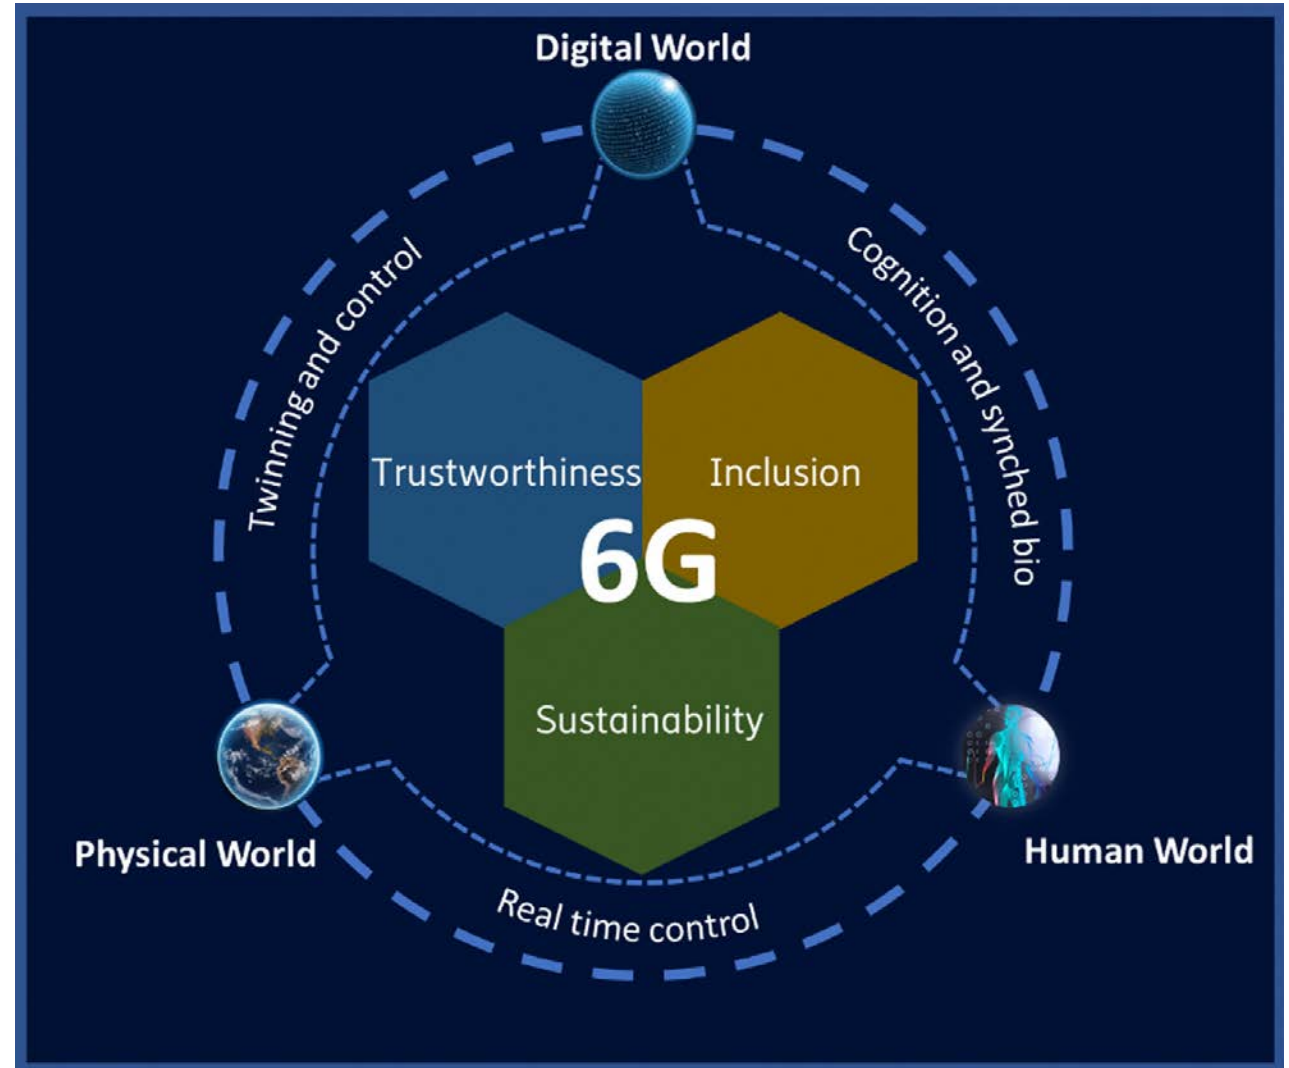 Digital World
Twinning and control
Cognition and synched bio
Trustworthiness
Inclusion
6G
Sustainability
Physical World
Human World
Real time control